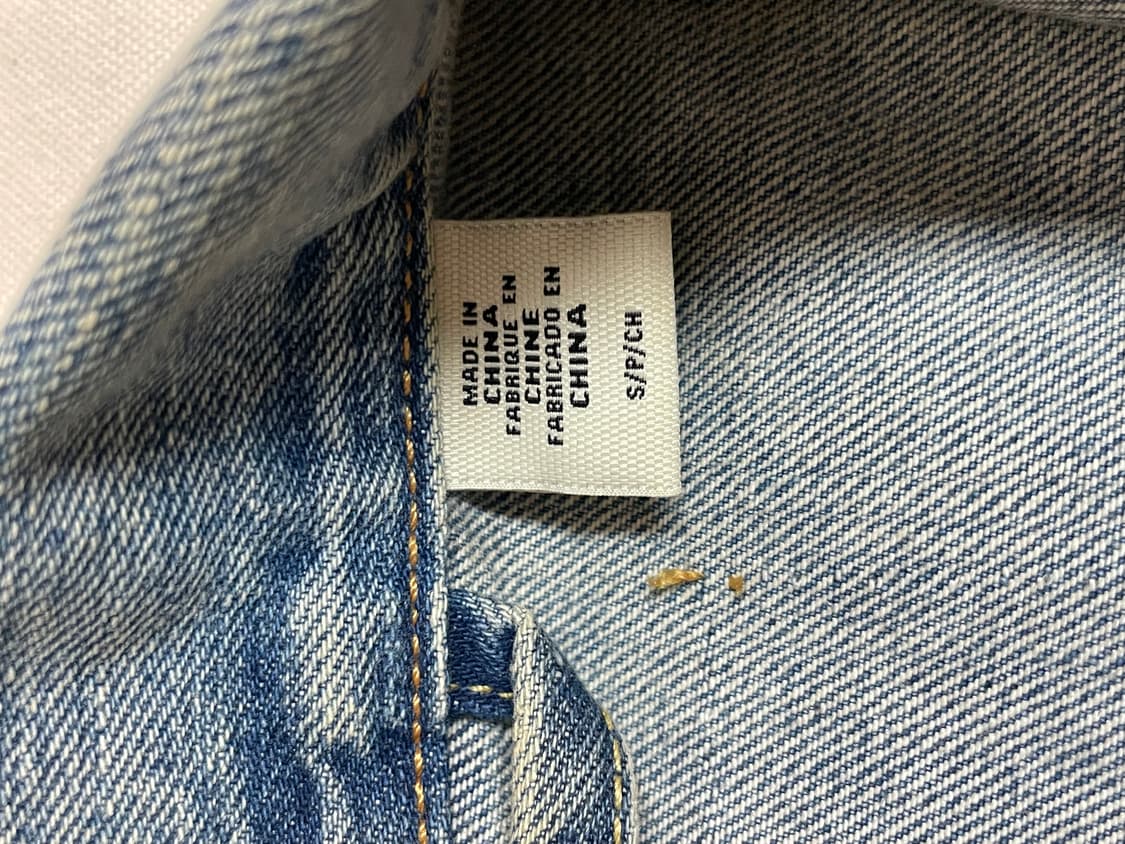 MADE IN
CHINA
FABRIQUE EN
CHINE
FABRICADO EN
CHINA
S/P/CH